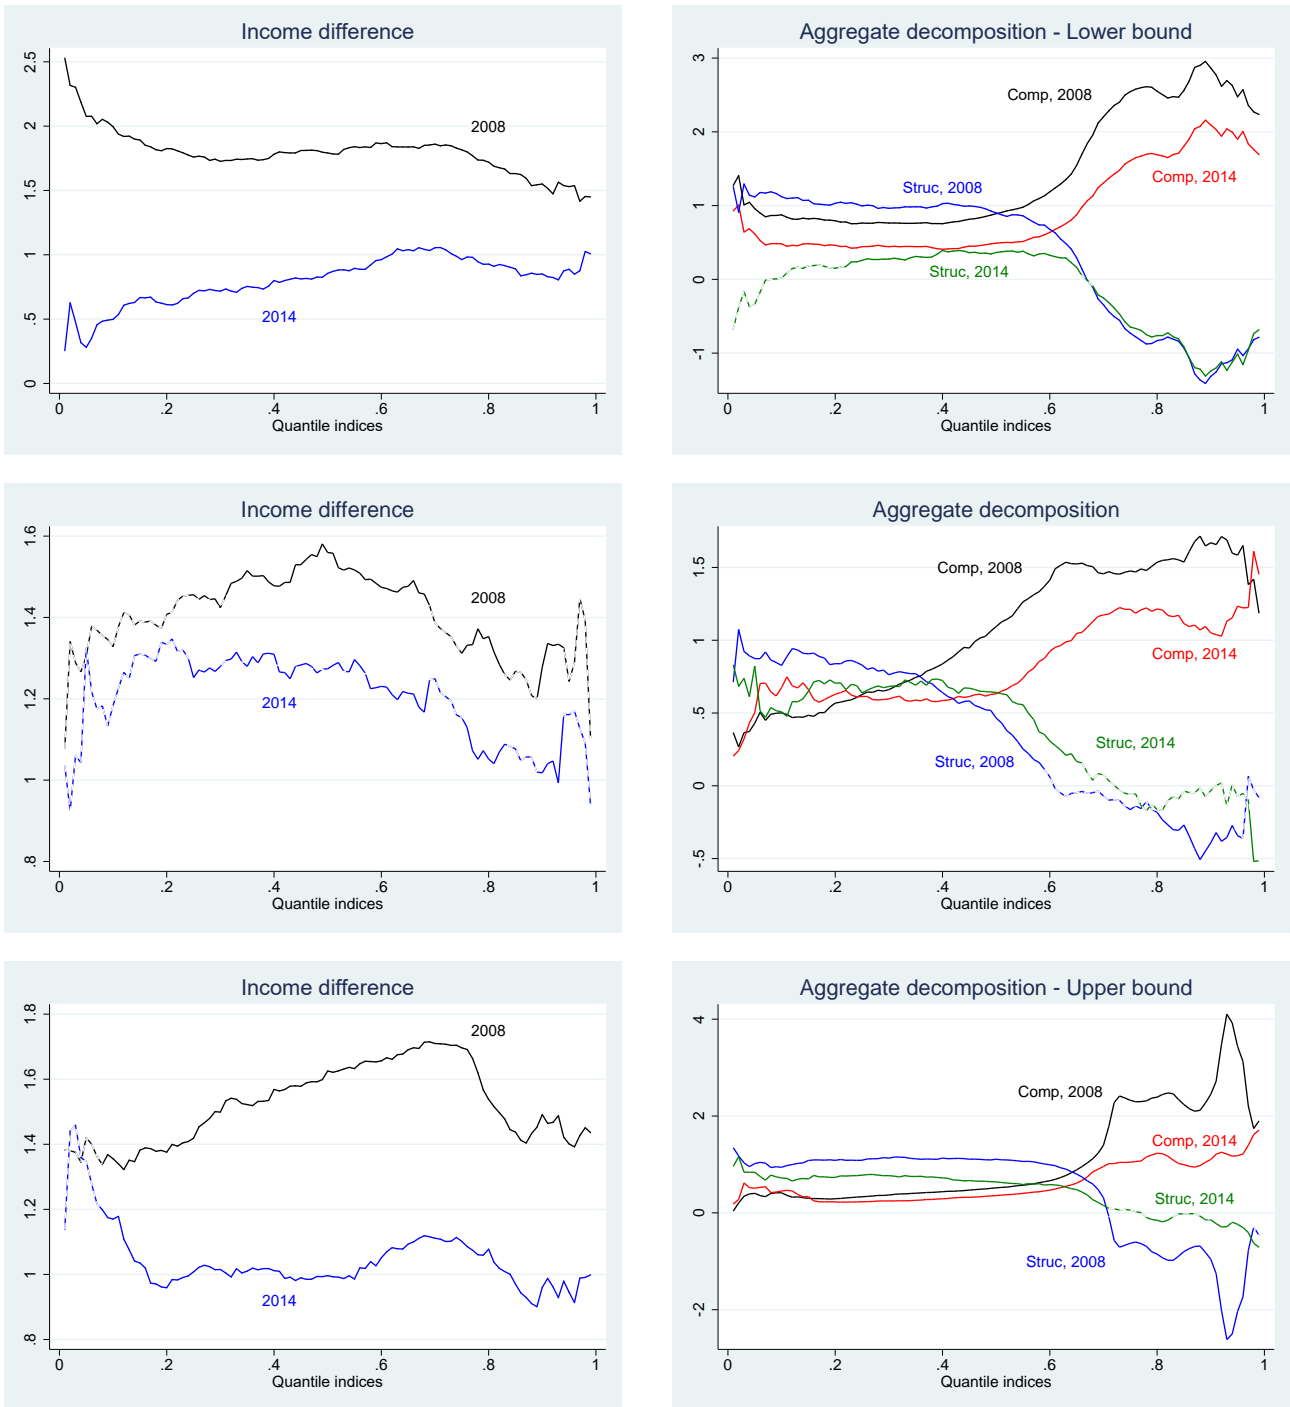 Income difference
2.5
2
1.5
1
.5
0
2008
2014
0 .2 .4 .6 .8 1
Quantile indices
Aggregate decomposition - Lower bound
3
2
1
0
-1
Comp, 2008
Comp, 2014
Struc, 2008
Struc, 2014
0 .2 .4 .6 .8 1
Quantile indices
Income difference
1.6
1.4
1.2
1
.8
2008
2014
0 .2 .4 .6 .8 1
Quantile indices
Aggregate decomposition
1.5
1
.5
0
-.5
Comp, 2008
Comp, 2014
Struc, 2014
Struc, 2008
0 .2 .4 .6 .8 1
Quantile indices
Income difference
1.8
1.6
1.4
1.2
1
.8
2008
2014
0 .2 .4 .6 .8 1
Quantile indices
Aggregate decomposition - Upper bound
4
2
0
-2
Comp, 2008
Comp, 2014
Struc, 2014
Struc, 2008
0 .2 .4 .6 .8 1
Quantile indices